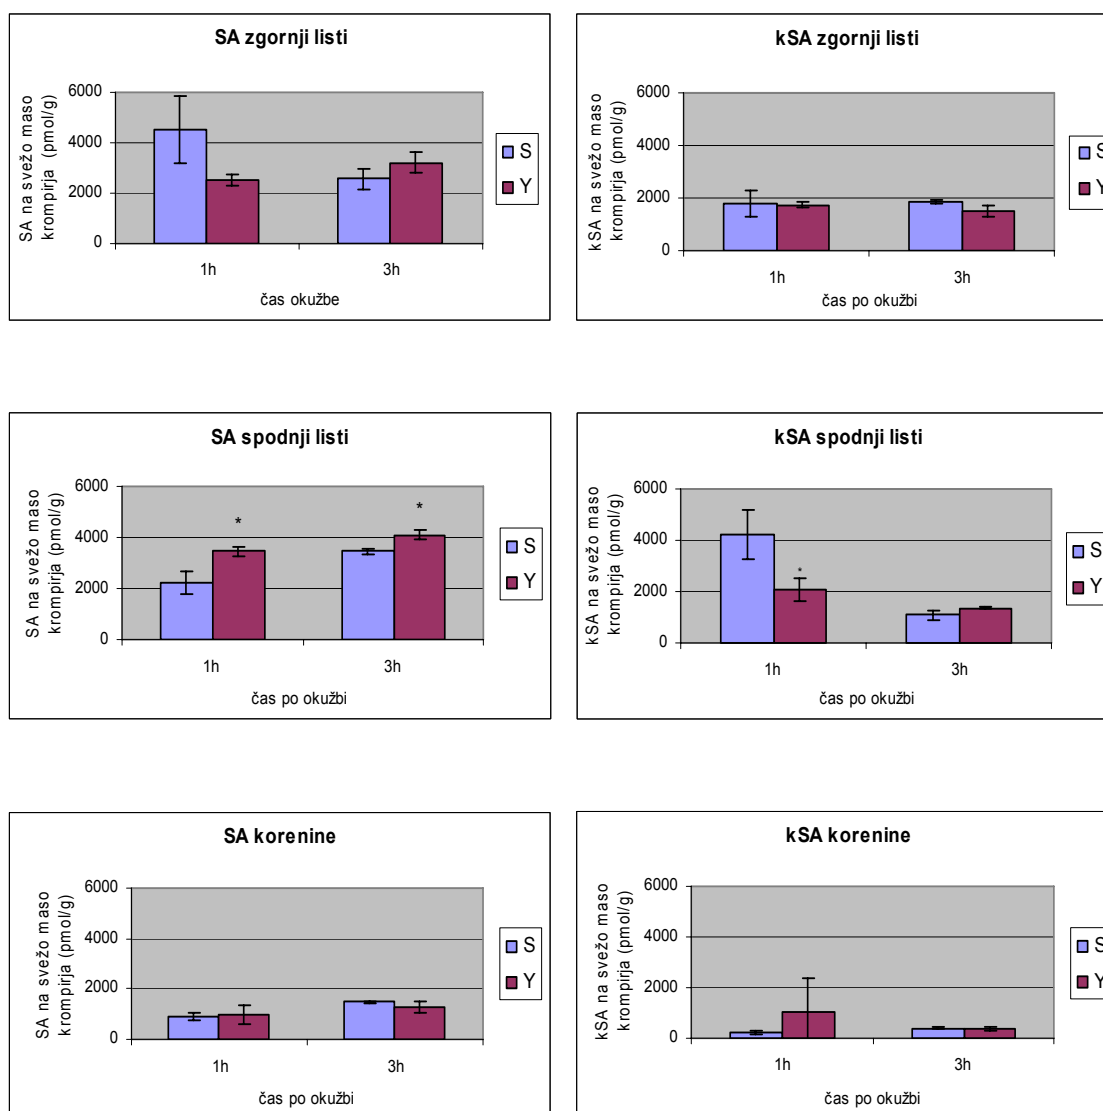 SA zgornji listi
SA na svežo maso
krompirja (pmol/g)
6000
4000
2000
0
1h
3h
čas okužbe
S
Y
kSA zgornji listi
kSA na svežo maso
krompirja (pmol/g)
6000
4000
2000
0
1h
3h
čas po okužbi
S
Y
SA spodnji listi
SA na svežo maso
krompirja (pmol/g)
6000
4000
2000
0
*
*
1h
3h
čas po okužbi
S
Y
kSA spodnji listi
kSA na svežo maso
krompirja (pmol/g)
6000
4000
2000
0
*
1h
3h
čas po okužbi
S
Y
SA korenine
SA na svežo maso
krompirja (pmol/g)
6000
4000
2000
0
1h
3h
čas po okužbi
S
Y
kSA korenine
kSA na svežo maso
krompirja (pmol/g)
6000
4000
2000
0
1h
3h
čas po okužbi
S
Y